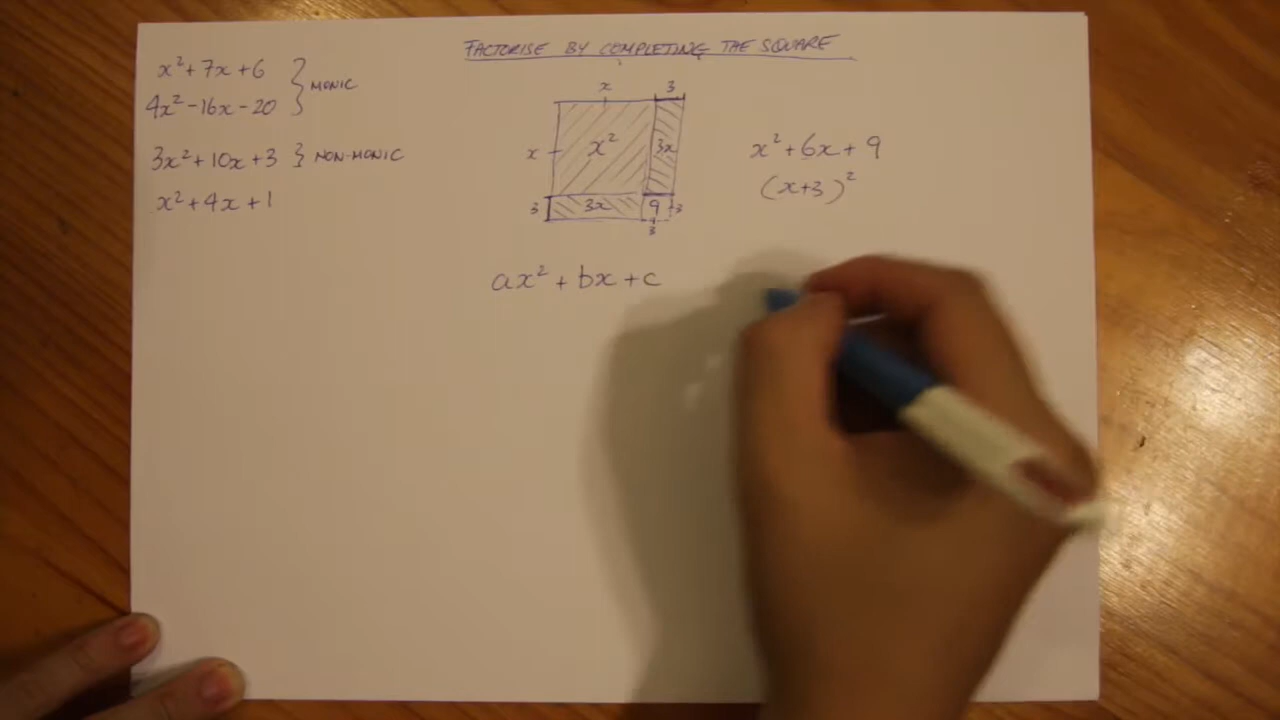 FACTORISE BY COMPLETING THE SQUARE
x²+7x+6
4x²-16x-20
} MONIC
3x²+10x+3 } NON-MONIC
x²+4x+1
x 3
x x² 3x
3 3x 9 3
3
x²+6x+9
(x+3)²
ax²+bx+c